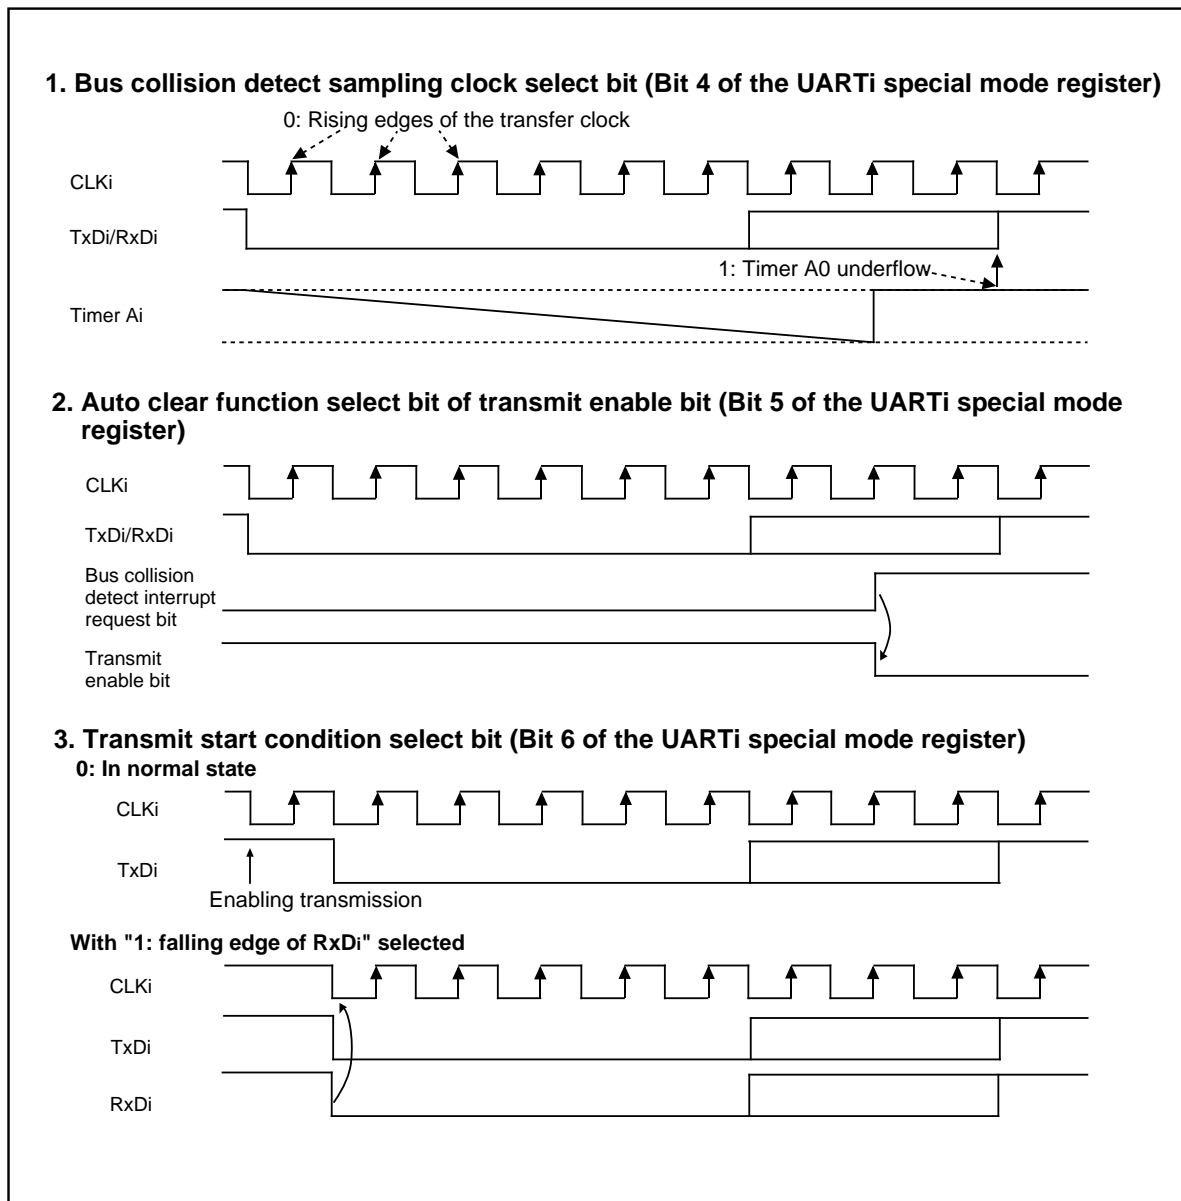 1. Bus collision detect sampling clock select bit (Bit 4 of the UARTi special mode register)
0: Rising edges of the transfer clock
CLKi
TxDi/RxDi
1: Timer A0 underflow
Timer Ai
2. Auto clear function select bit of transmit enable bit (Bit 5 of the UARTi special mode
register)
CLKi
TxDi/RxDi
Bus collision
detect interrupt
request bit
Transmit
enable bit
3. Transmit start condition select bit (Bit 6 of the UARTi special mode register)
0: In normal state
CLKi
TxDi
Enabling transmission
With "1: falling edge of RxDi" selected
CLKi
TxDi
RxDi